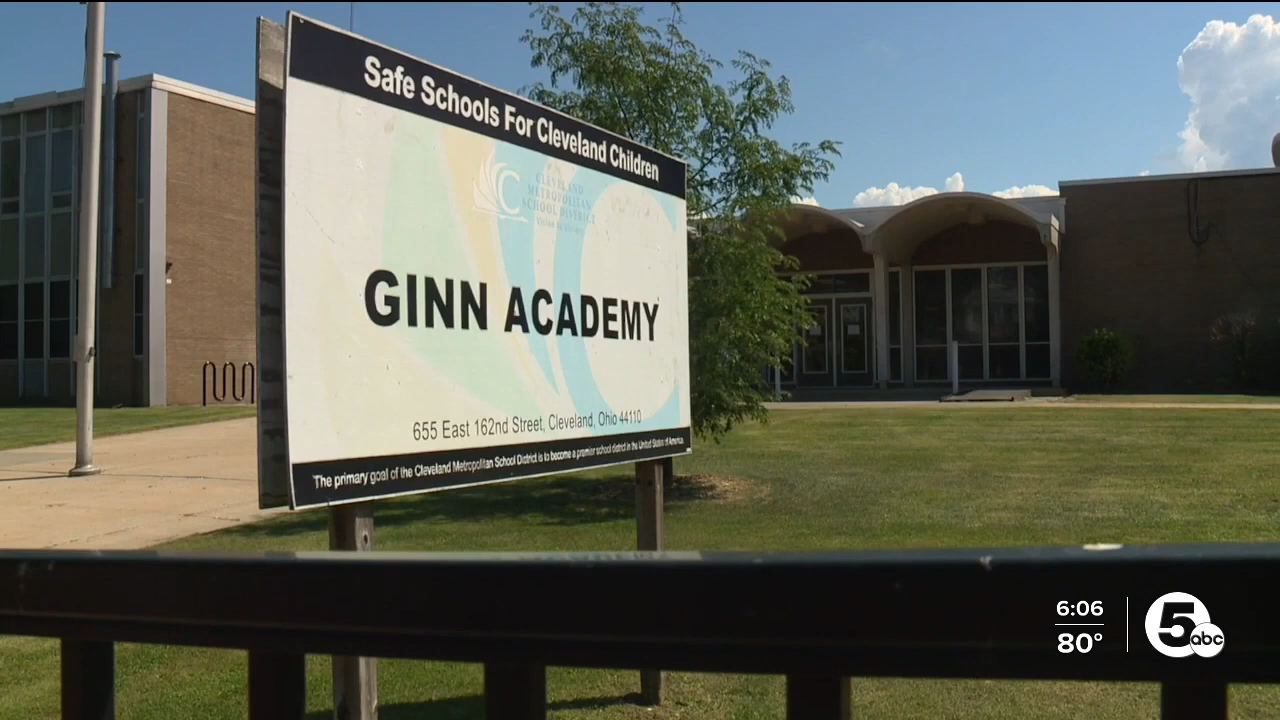 Safe Schools For Cleveland Children
CLEVELAND
METROPOLITAN
SCHOOL DISTRICT
GINN ACADEMY
655 East 162nd Street, Cleveland, Ohio 44110
The primary goal of the Cleveland Metropolitan School District is to become a premier school district in the United States of America
6:06
80°
5
abc